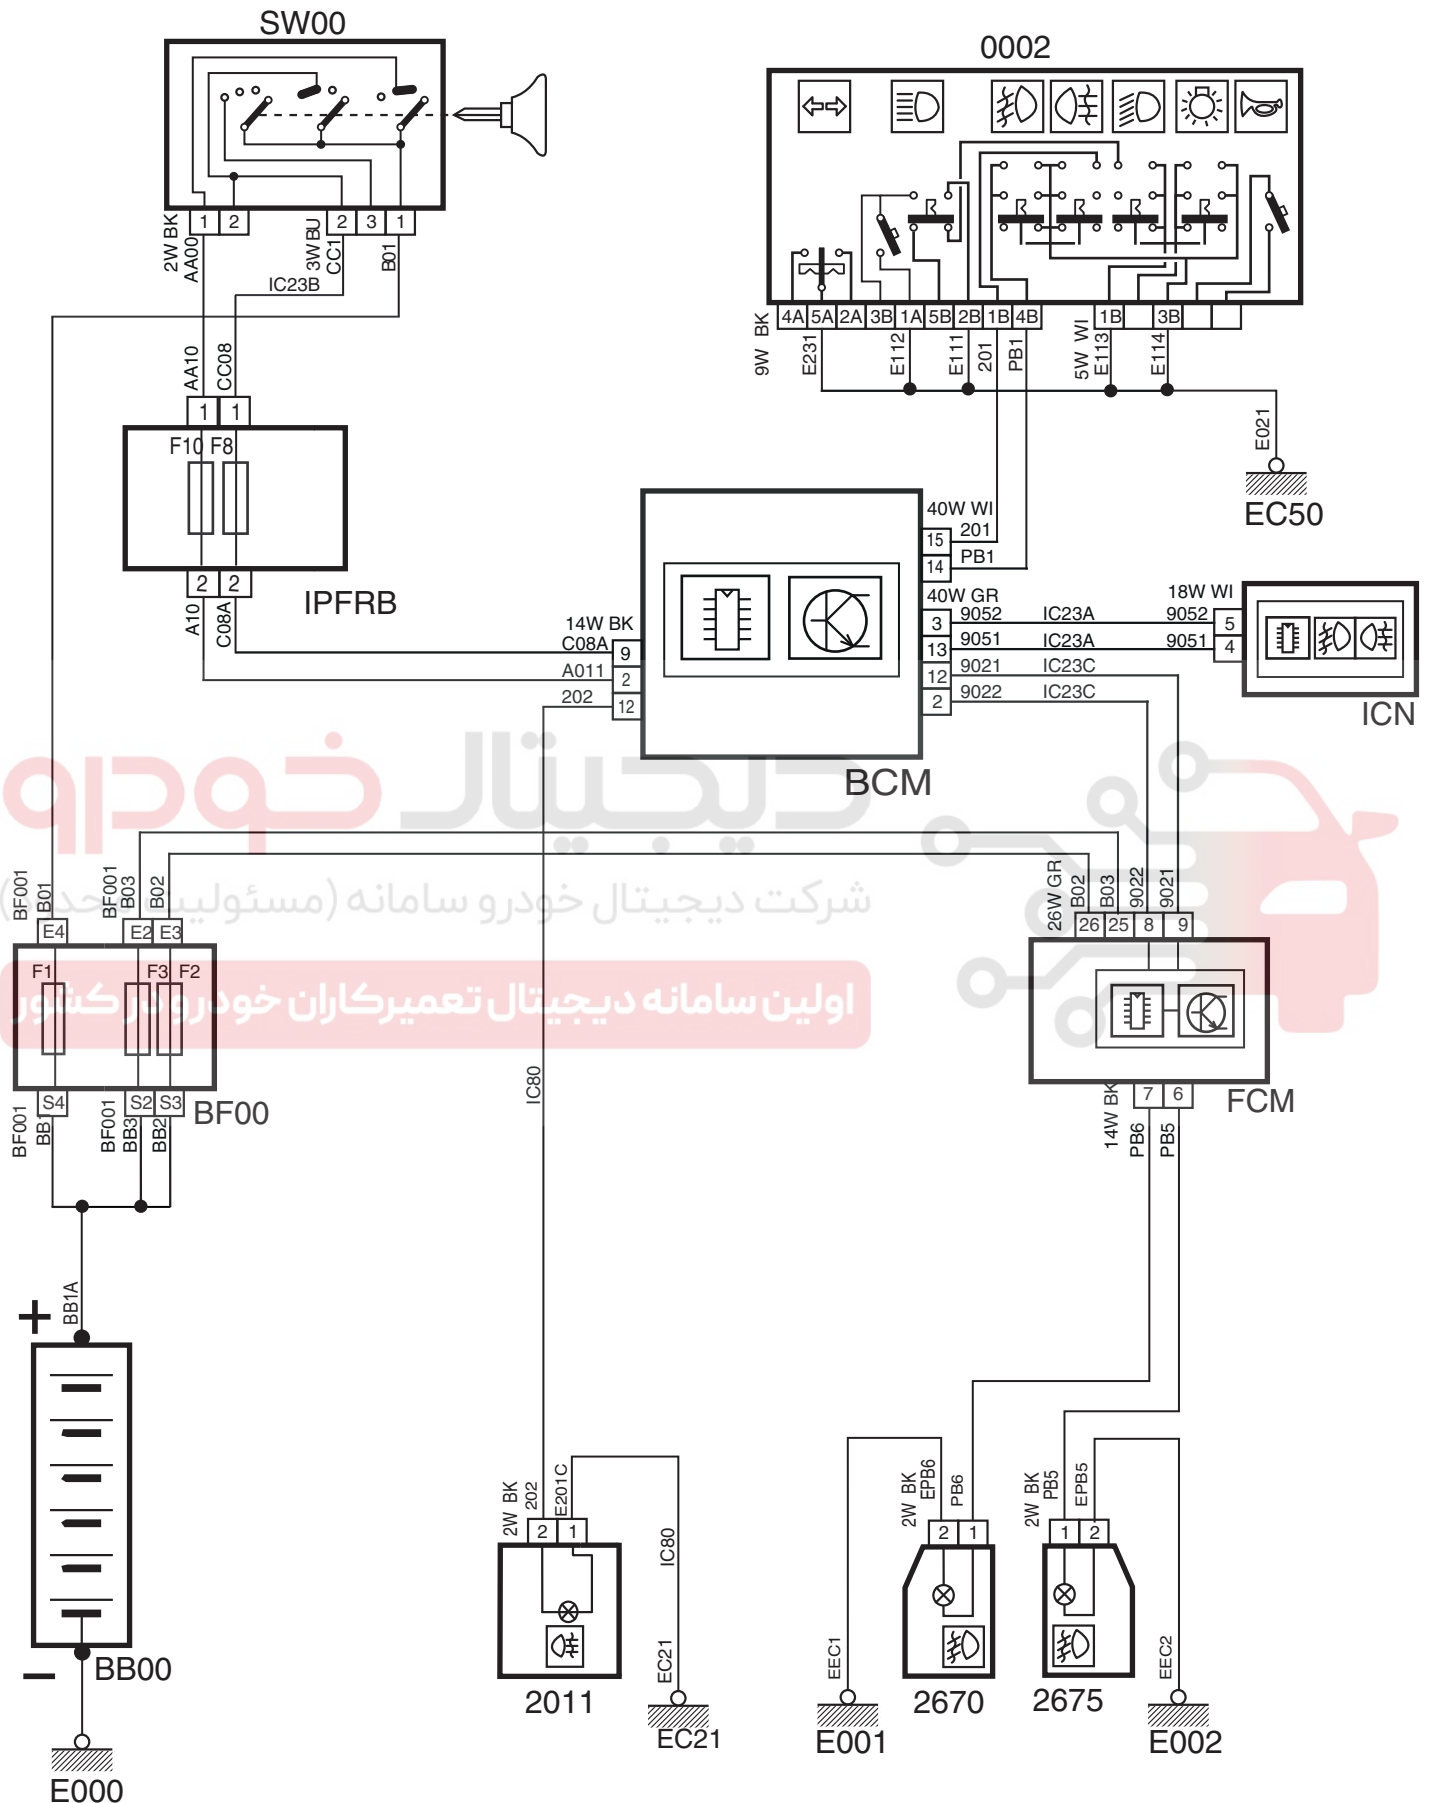 SW00
0002
2W BK
1
2
3W BU
2
3
1
AA00
CC1
B01
IC23B
AA10
CC08
1
1
F10
F8
2
2
IPFRB
A10
C08A
9W BK
4A
5A
2A
3B
1A
5B
2B
1B
4B
5W WI
1B
3B
E231
E112
E111
201
PB1
E113
E114
E021
EC50
40W WI
15
201
14
PB1
40W GR
3
9052
IC23A
13
9051
IC23A
12
9021
IC23C
2
9022
IC23C
18W WI
9052
5
9051
4
ICN
14W BK
C08A
9
A011
2
202
12
BCM
دیجیتال خودرو
شرکت دیجیتال خودرو سامانه (مسئولیت محدود)
اولین سامانه دیجیتال تعمیرکاران خودرو در کشور
BF001
B01
BF001
B03
B02
E4
E2
E3
F1
F3
F2
S4
S2
S3
BF00
BF001
BB1
BF001
BB3
BB2
26W GR
B02
B03
9022
9021
26
25
8
9
FCM
14W BK
7
6
PB6
PB5
IC80
+
BB1A
−
BB00
E000
2W BK
202
E201C
2
1
2011
IC80
EC21
EC21
2W BK
EPB6
PB6
2
1
2670
EEC1
E001
2W BK
PB5
EPB5
1
2
2675
EEC2
E002